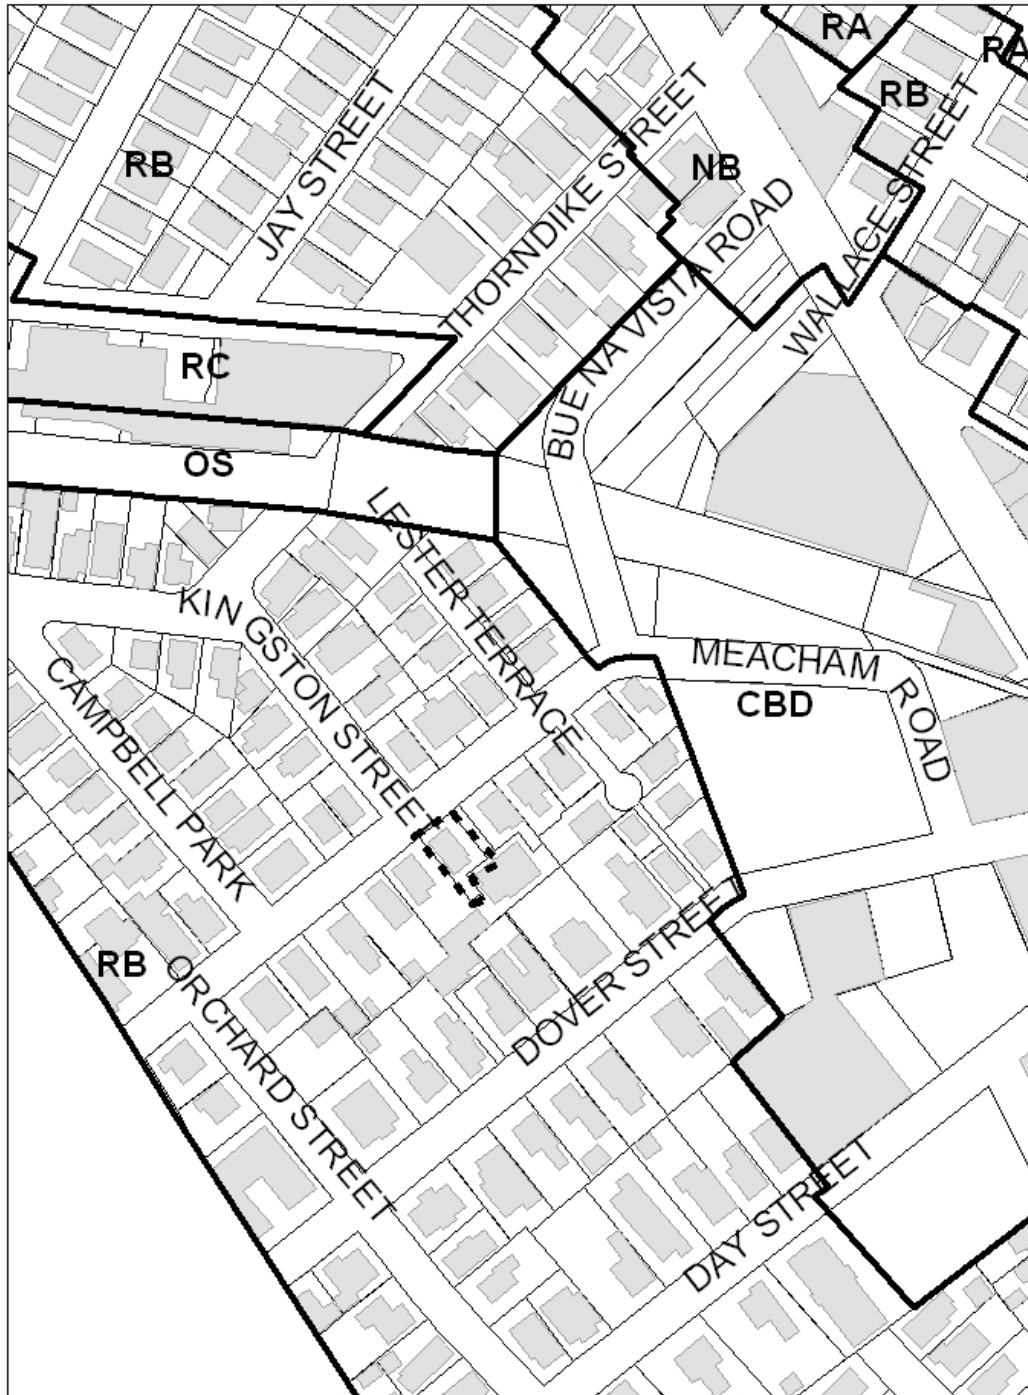 RA
RA
RB
RB
JAY STREET
THORNDIKE STREET
NB
WALLACE STREET
BUENA VISTA ROAD
RC
OS
LESTER TERRACE
KINGSTON STREET
CAMPBELL PARK
MEACHAM ROAD
CBD
RB
ORCHARD STREET
DOVER STREET
DAY STREET